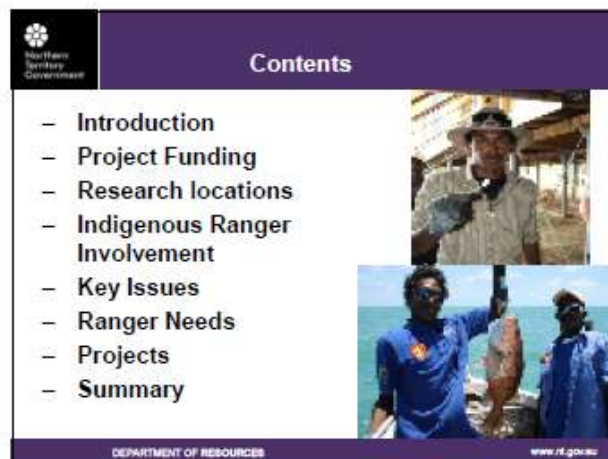 Northern
Territory
Government
Contents
– Introduction
– Project Funding
– Research locations
– Indigenous Ranger
Involvement
– Key Issues
– Ranger Needs
– Projects
– Summary
DEPARTMENT OF RESOURCES
www.nt.gov.au